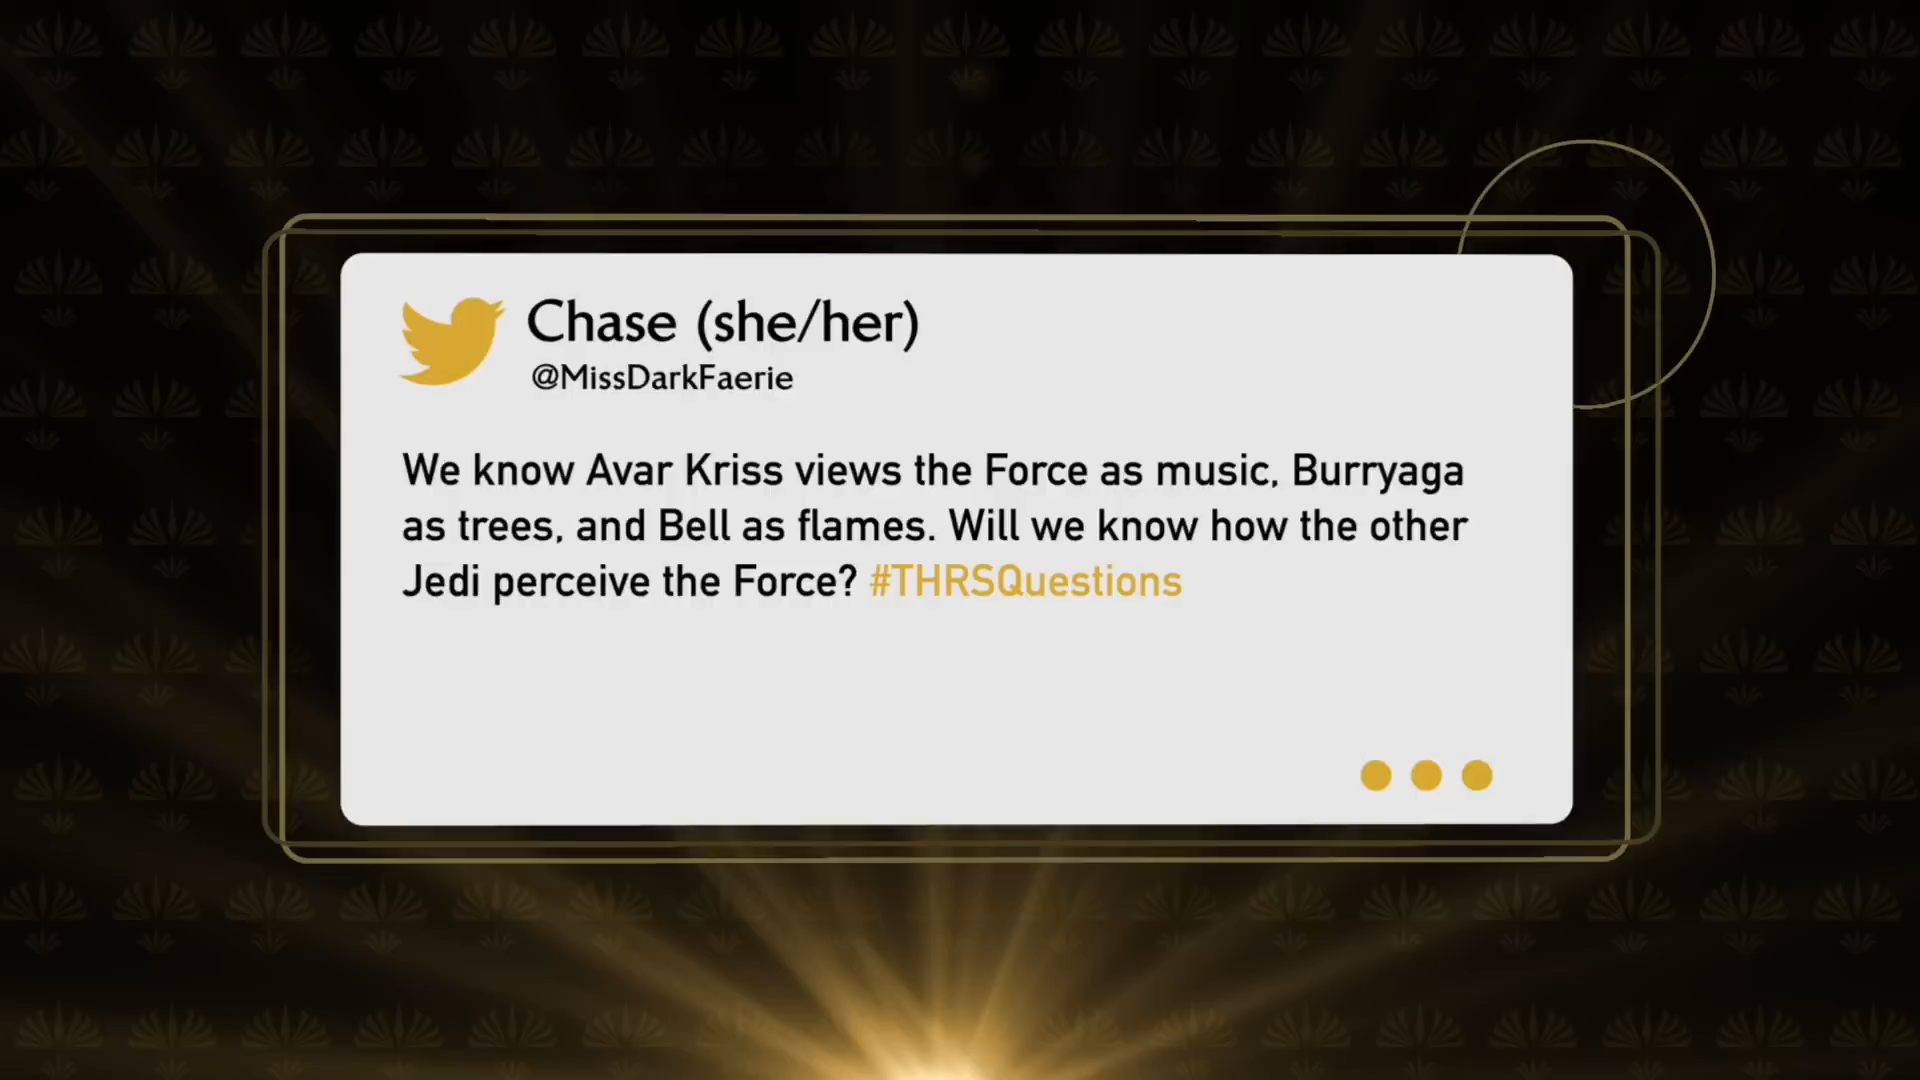 Chase (she/her)
@MissDarkFaerie
We know Avar Kriss views the Force as music, Burryaga
as trees, and Bell as flames. Will we know how the other
Jedi perceive the Force? #THRSQuestions